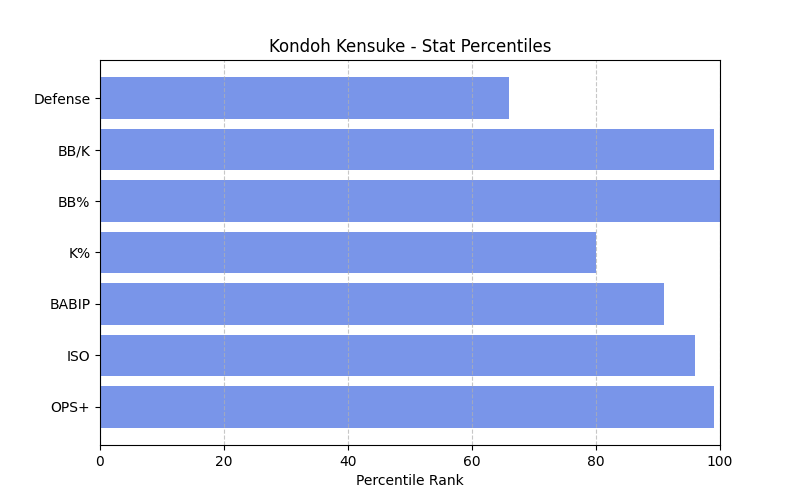 Kondoh Kensuke - Stat Percentiles
Defense
BB/K
BB%
K%
BABIP
ISO
OPS+
0 20 40 60 80 100
Percentile Rank